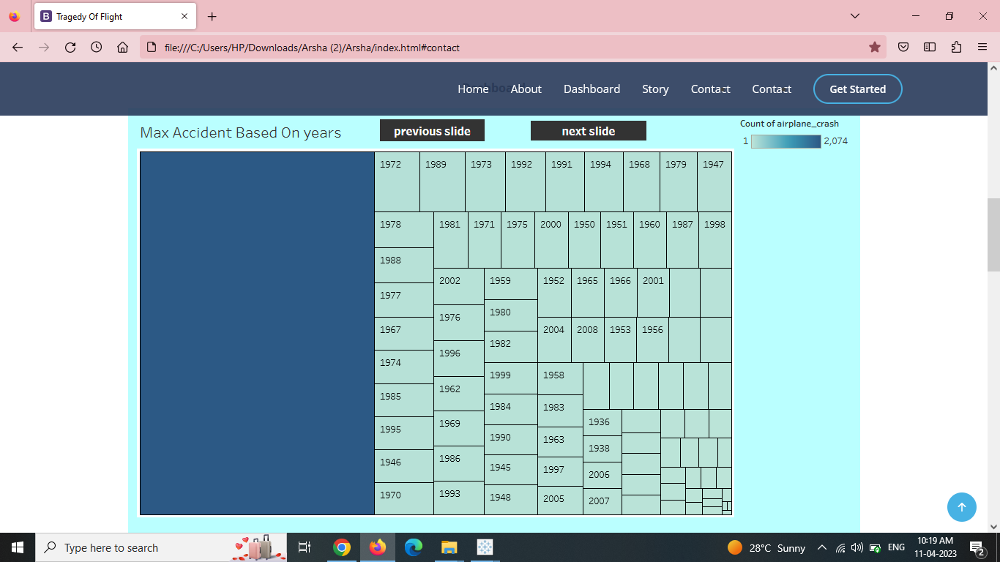 Tragedy Of Flight
file:///C:/Users/HP/Downloads/Arsha (2)/Arsha/index.html#contact
Home About Dashboard Story Contact Contact Get Started
Max Accident Based On years
previous slide
next slide
Count of airplane_crash
1 2,074
1972 1989 1973 1992 1991 1994 1968 1979 1947
1978 1981 1971 1975 2000 1950 1951 1960 1987 1998
1988
2002 1959 1952 1965 1966 2001
1977
1980
1976
1967 1982 2004 2008 1953 1956
1996
1974
1999 1958
1962
1985 1984 1983
1969 1936
1995 1990 1963
1938
1986
1946 1945 1997
2006
1993
1970 1948 2005 2007
Type here to search
28°C Sunny
ENG
10:19 AM
11-04-2023
2